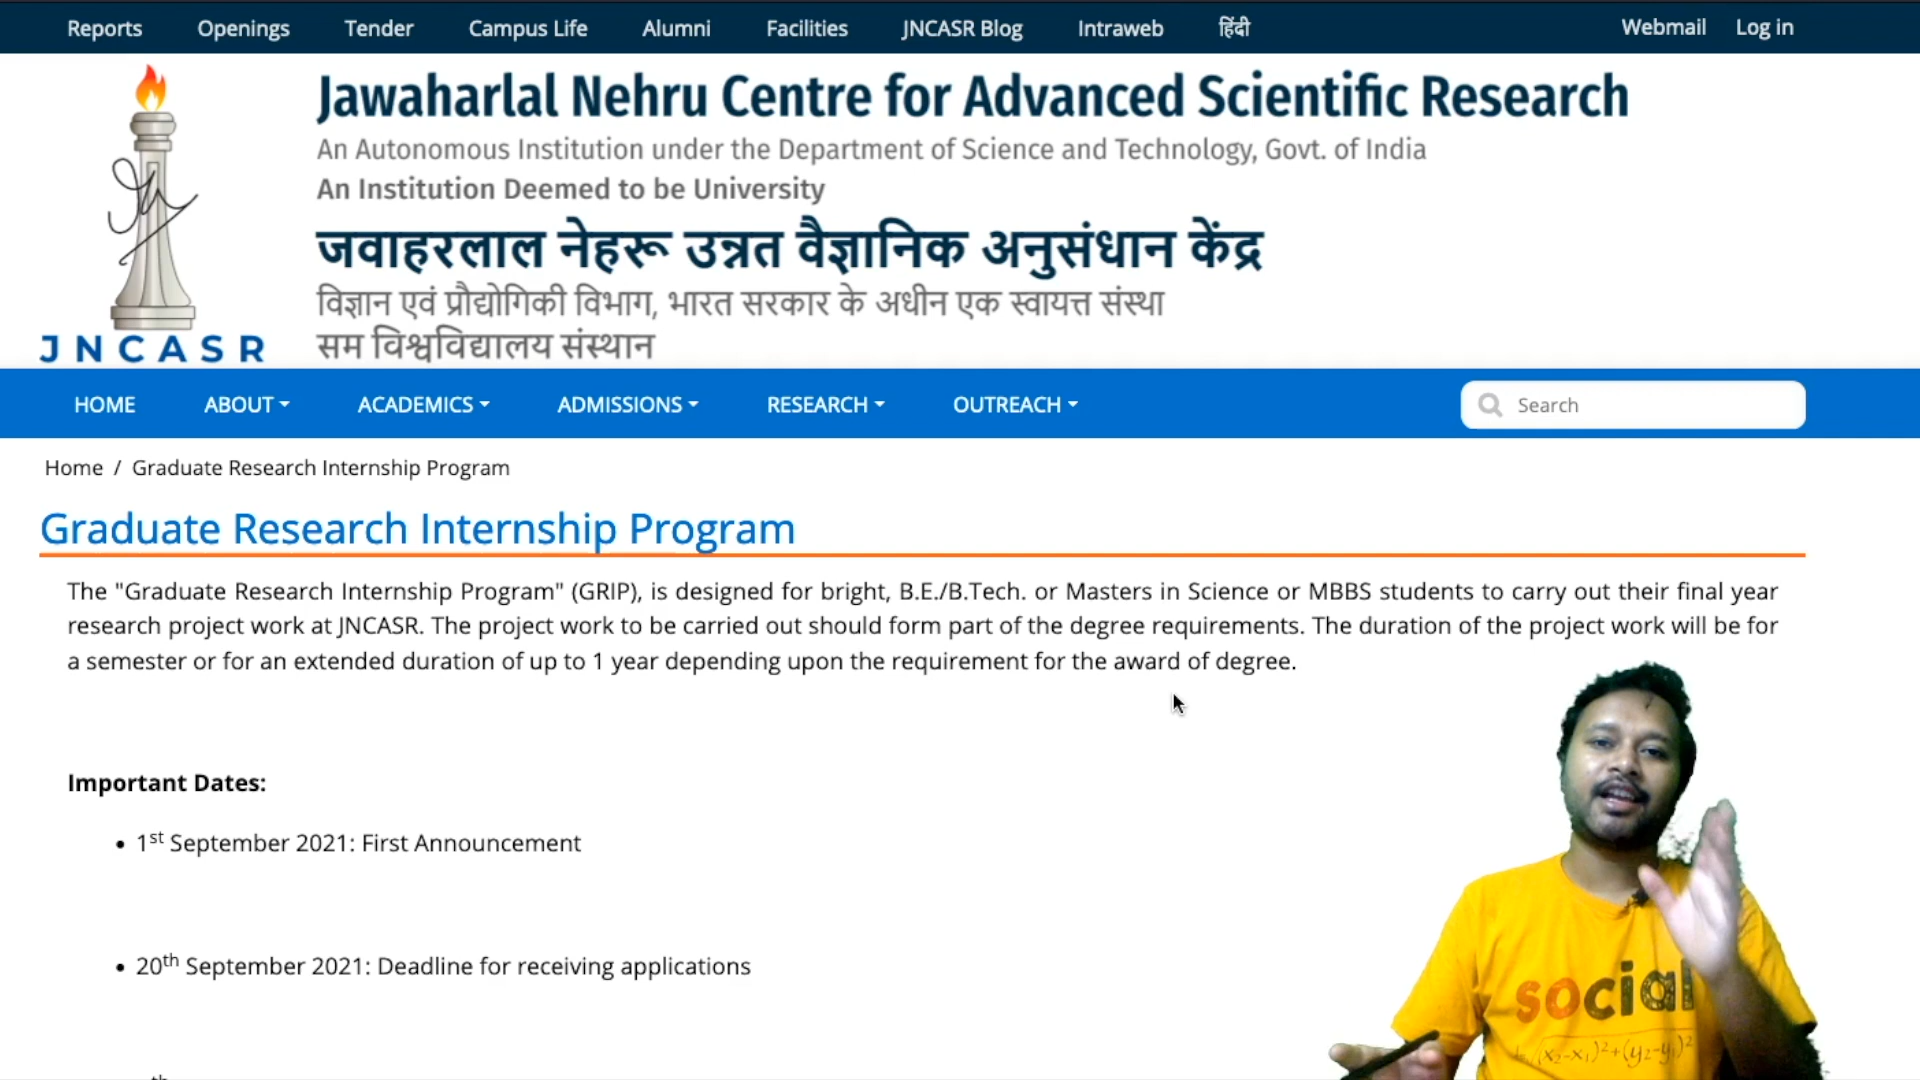 Reports Openings Tender Campus Life Alumni Facilities JNCASR Blog Intraweb हिंदी Webmail Log in
Jawaharlal Nehru Centre for Advanced Scientific Research
An Autonomous Institution under the Department of Science and Technology, Govt. of India
An Institution Deemed to be University
जवाहरलाल नेहरू उन्नत वैज्ञानिक अनुसंधान केंद्र
विज्ञान एवं प्रौद्योगिकी विभाग, भारत सरकार के अधीन एक स्वायत्त संस्था
सम विश्वविद्यालय संस्थान
JNCASR
HOME ABOUT ACADEMICS ADMISSIONS RESEARCH OUTREACH Search
Home / Graduate Research Internship Program
Graduate Research Internship Program
The "Graduate Research Internship Program" (GRIP), is designed for bright, B.E./B.Tech. or Masters in Science or MBBS students to carry out their final year
research project work at JNCASR. The project work to be carried out should form part of the degree requirements. The duration of the project work will be for
a semester or for an extended duration of up to 1 year depending upon the requirement for the award of degree.
Important Dates:
• 1st September 2021: First Announcement
• 20th September 2021: Deadline for receiving applications
th
social
(x₂-x₁)²+(y₂-y₁)²